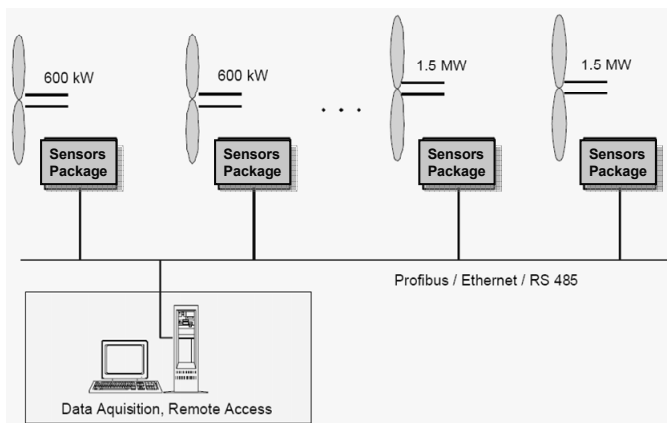 600 kW
600 kW
1.5 MW
1.5 MW
. . .
Sensors
Package
Sensors
Package
Sensors
Package
Sensors
Package
Profibus / Ethernet / RS 485
Data Aquisition, Remote Access